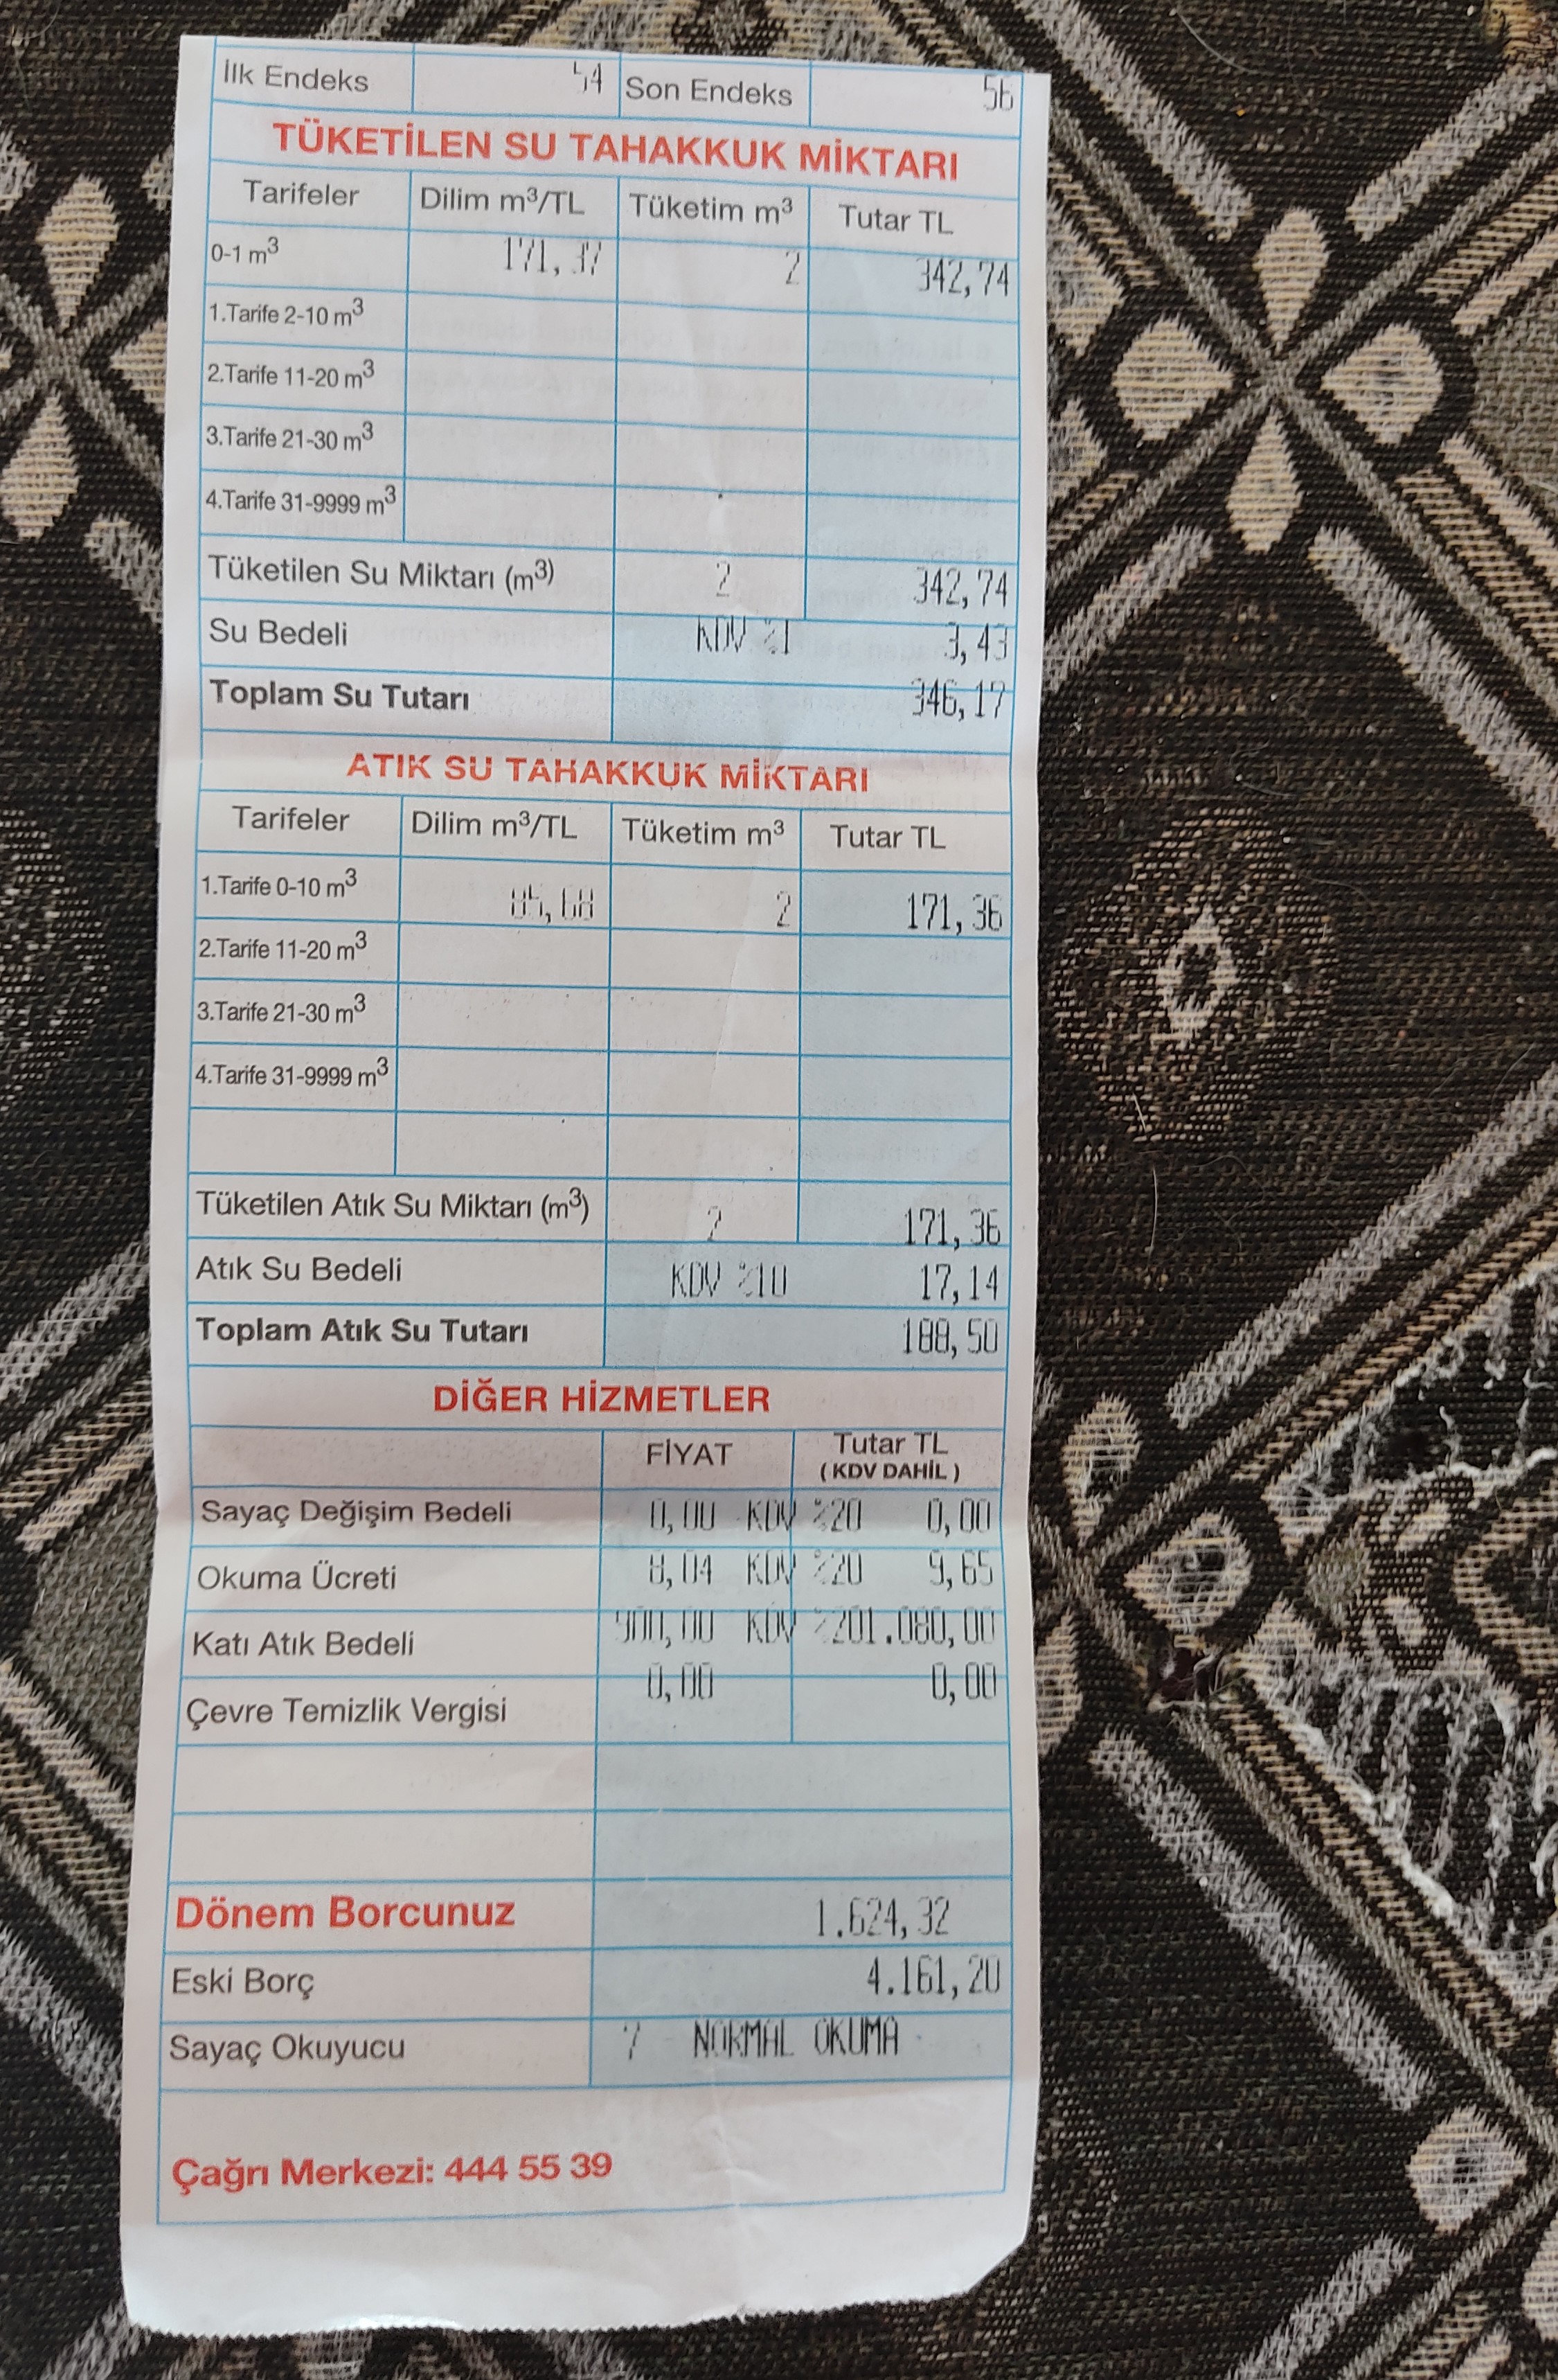 İlk Endeks 54 Son Endeks 56
TÜKETİLEN SU TAHAKKUK MİKTARI
Tarifeler Dilim m³/TL Tüketim m³ Tutar TL
0-1 m³ 171,37 2 342,74
1.Tarife 2-10 m³
2.Tarife 11-20 m³
3.Tarife 21-30 m³
4.Tarife 31-9999 m³
Tüketilen Su Miktarı (m³) 2 342,74
Su Bedeli KDV %1 3,43
Toplam Su Tutarı 346,17
ATIK SU TAHAKKUK MİKTARI
Tarifeler Dilim m³/TL Tüketim m³ Tutar TL
1.Tarife 0-10 m³ 85,68 2 171,36
2.Tarife 11-20 m³
3.Tarife 21-30 m³
4.Tarife 31-9999 m³
Tüketilen Atık Su Miktarı (m³) 2 171,36
Atık Su Bedeli KDV %10 17,14
Toplam Atık Su Tutarı 188,50
DİĞER HİZMETLER
FİYAT Tutar TL
( KDV DAHİL )
Sayaç Değişim Bedeli 0,00 KDV %20 0,00
Okuma Ücreti 8,04 KDV %20 9,65
Katı Atık Bedeli 900,00 KDV %201.080,00
Çevre Temizlik Vergisi 0,00 0,00
Dönem Borcunuz 1.624,32
Eski Borç 4.161,20
Sayaç Okuyucu 7 NORMAL OKUMA
Çağrı Merkezi: 444 55 39